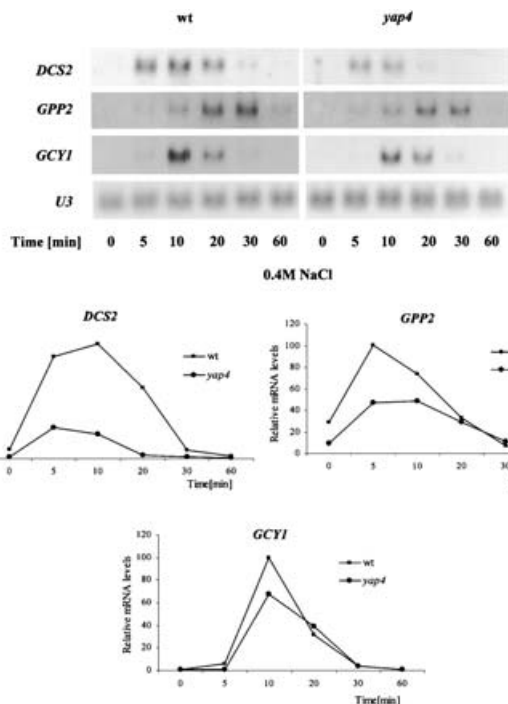 wt yap4
DCS2
GPP2
GCY1
U3
Time [min] 0 5 10 20 30 60 0 5 10 20 30 60
0.4M NaCl
DCS2
wt
yap4
0 5 10 20 30 60
Time[min]
GPP2
Relative mRNA levels
120
100
80
60
40
20
0
0 5 10 20 30
GCY1
Relative mRNA levels
120
100
80
60
40
20
0
wt
yap4
0 5 10 20 30 60
Time[min]